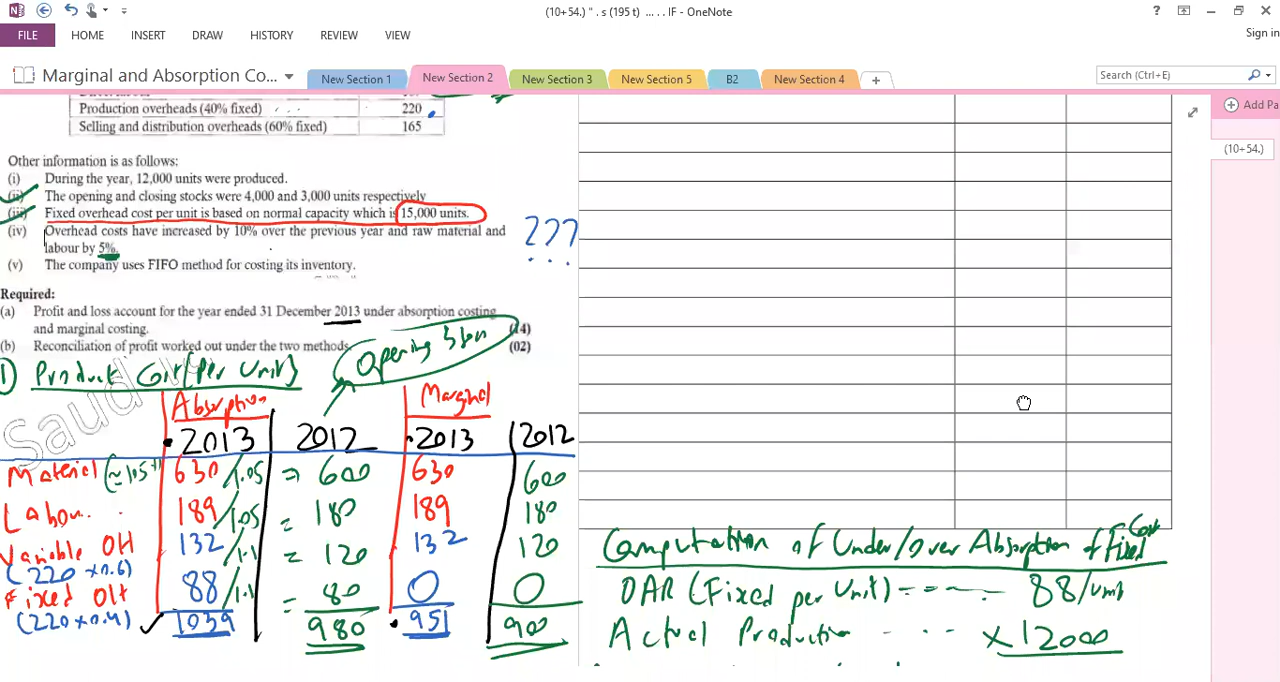 (10+54.) " . s (195 t) ... . . IF - OneNote
Sign in
FILE HOME INSERT DRAW HISTORY REVIEW VIEW
Marginal and Absorption Co... New Section 1 New Section 2 New Section 3 New Section 5 B2 New Section 4 Search (Ctrl+E)
Add Pa
(10+54.)
Production overheads (40% fixed) 220
Selling and distribution overheads (60% fixed) 165
Other information is as follows:
(i) During the year, 12,000 units were produced.
(ii) The opening and closing stocks were 4,000 and 3,000 units respectively
(iii) Fixed overhead cost per unit is based on normal capacity which is 15,000 units.
(iv) Overhead costs have increased by 10% over the previous year and raw material and
labour by 5%.
???
(v) The company uses FIFO method for costing its inventory.
Required:
(a) Profit and loss account for the year ended 31 December 2013 under absorption costing
and marginal costing. (14)
(b) Reconciliation of profit worked out under the two methods. (02)
Opening
1) Product Cost (Per Unit)
Absorption Marginal
2013 2012 2013 2012
Material 630/1.05 = 600 630 600
Labour 189/1.05 = 180 189 180
Variable OH 132/1.1 = 120 132 120
(220 x 0.6)
Fixed OH 88/1.1 = 80 0 0
(220 x 0.4) 1039 980 951 900
Saud
Computation of Under/over Absorption of Fixed Cost
OAR (Fixed per Unit) ---- 88/unit
Actual Production -- .. x 12000